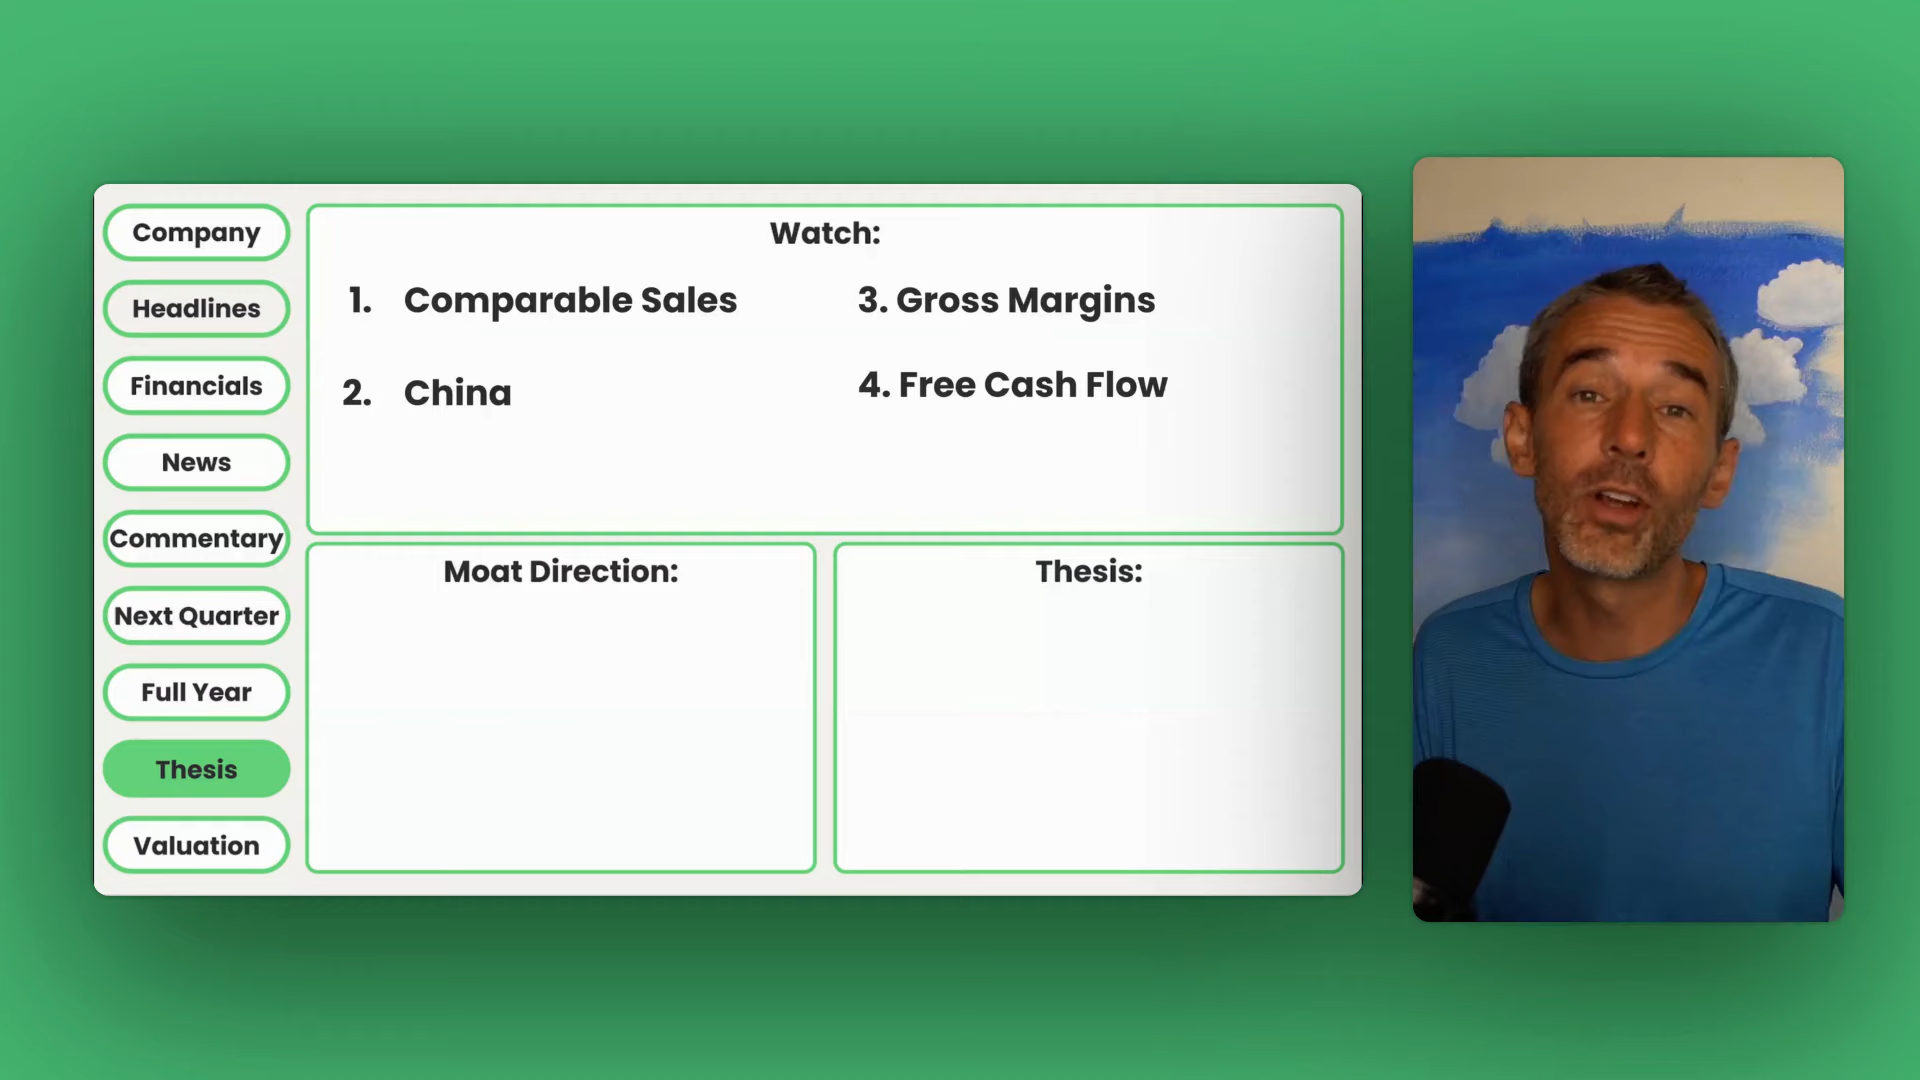 Company
Headlines
Financials
News
Commentary
Next Quarter
Full Year
Thesis
Valuation
Watch:
1. Comparable Sales
2. China
3. Gross Margins
4. Free Cash Flow
Moat Direction:
Thesis: